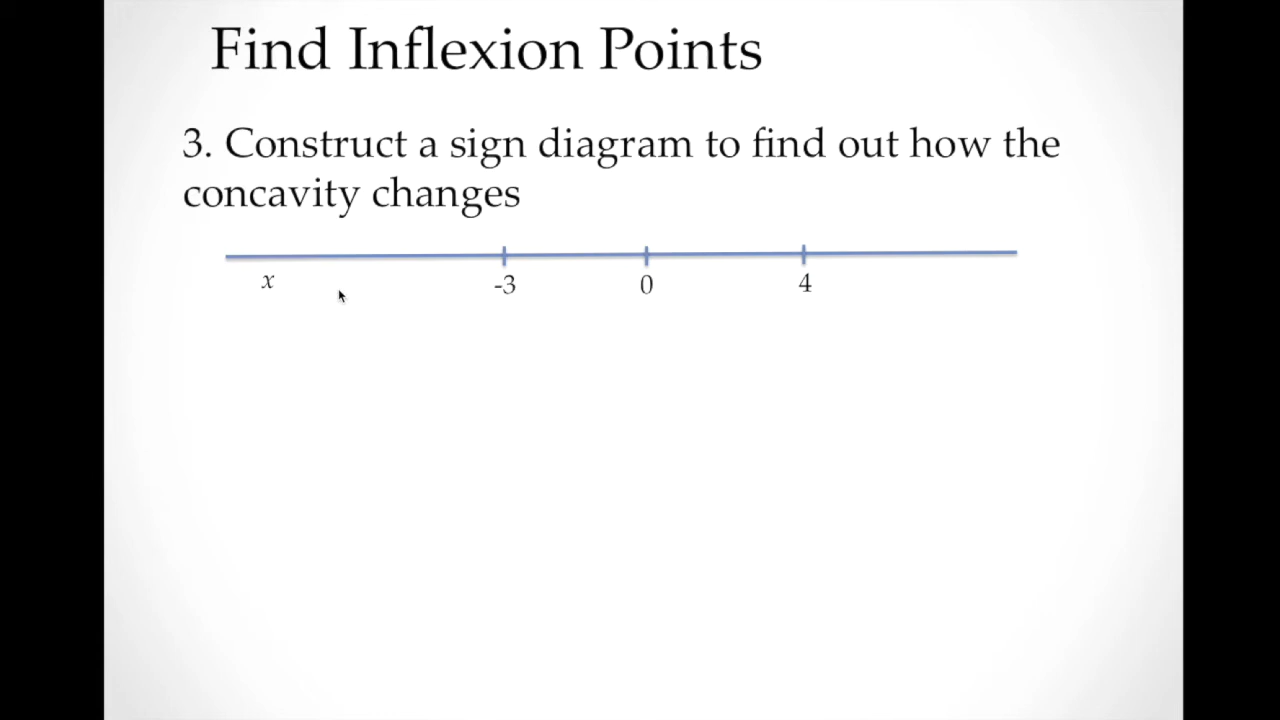 Find Inflexion Points
3. Construct a sign diagram to find out how the
concavity changes
x -3 0 4